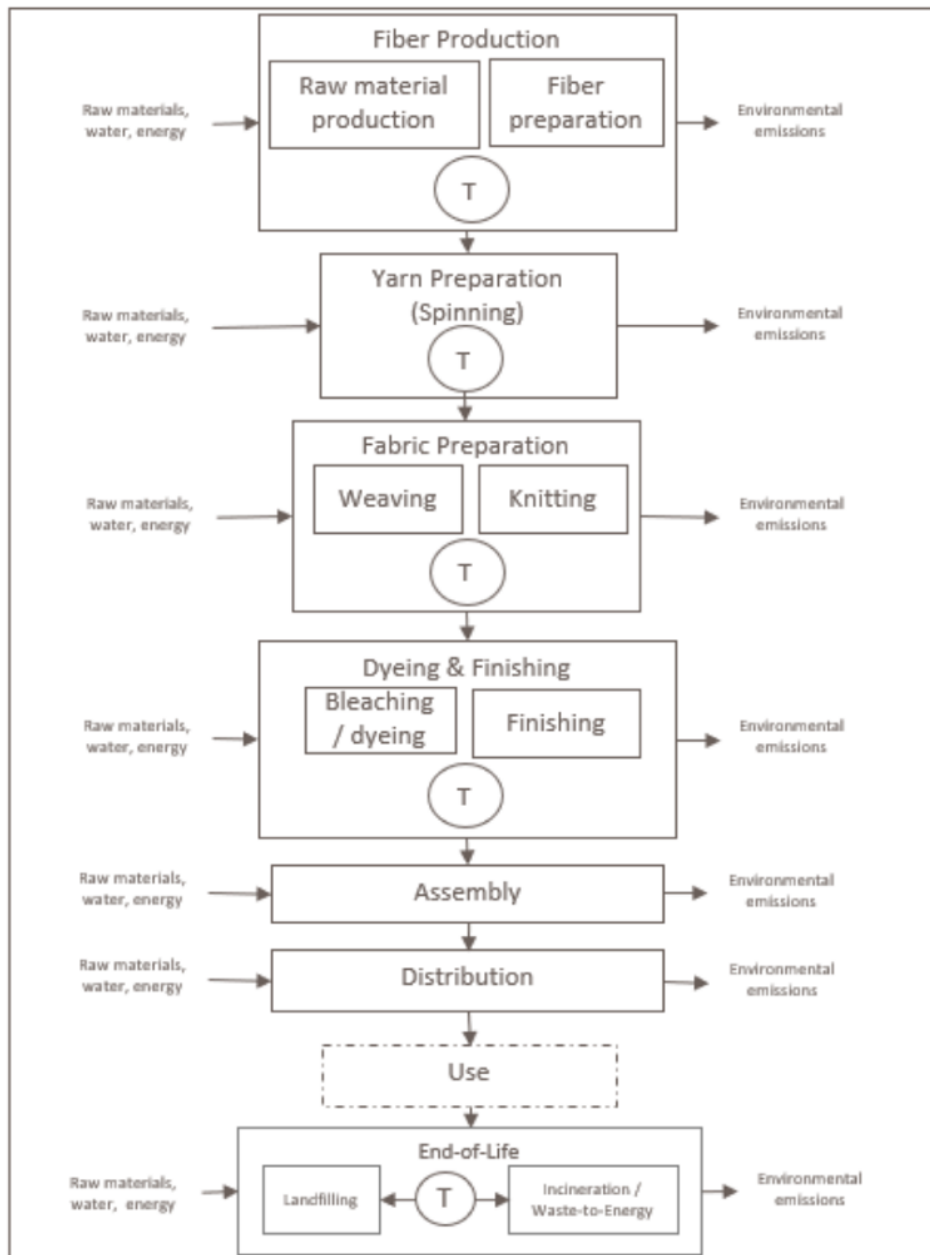 Fiber Production
Raw material
production
Fiber
preparation
Raw materials,
water, energy
Environmental
emissions
T
Yarn Preparation
(Spinning)
Raw materials,
water, energy
Environmental
emissions
T
Fabric Preparation
Weaving
Knitting
Raw materials,
water, energy
Environmental
emissions
T
Dyeing & Finishing
Bleaching
/ dyeing
Finishing
Raw materials,
water, energy
Environmental
emissions
T
Raw materials,
water, energy
Assembly
Environmental
emissions
Raw materials,
water, energy
Distribution
Environmental
emissions
Use
End-of-Life
Raw materials,
water, energy
Landfilling
T
Incineration /
Waste-to-Energy
Environmental
emissions